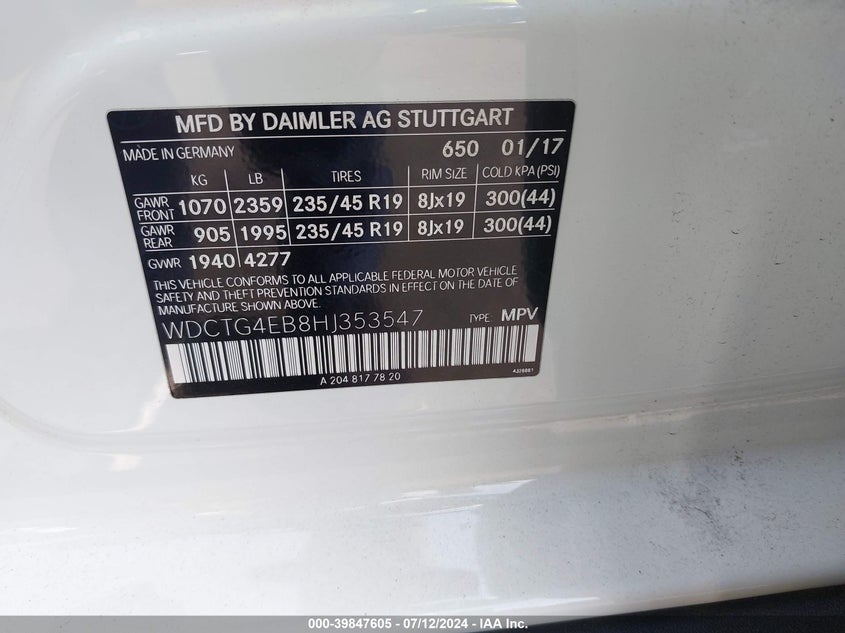 MFD BY DAIMLER AG STUTTGART
MADE IN GERMANY 650 01/17
KG LB TIRES RIM SIZE COLD KPA (PSI)
GAWR FRONT 1070 2359 235/45 R19 8Jx19 300(44)
GAWR REAR 905 1995 235/45 R19 8Jx19 300(44)
GVWR 1940 4277
THIS VEHICLE CONFORMS TO ALL APPLICABLE FEDERAL MOTOR VEHICLE
SAFETY AND THEFT PREVENTION STANDARDS IN EFFECT ON THE DATE OF
MANUFACTURE SHOWN ABOVE.
WDCTG4EB8HJ353547 TYPE: MPV
A 204 817 78 20
000-39847605 / 07/12/2024 - IAA Inc.